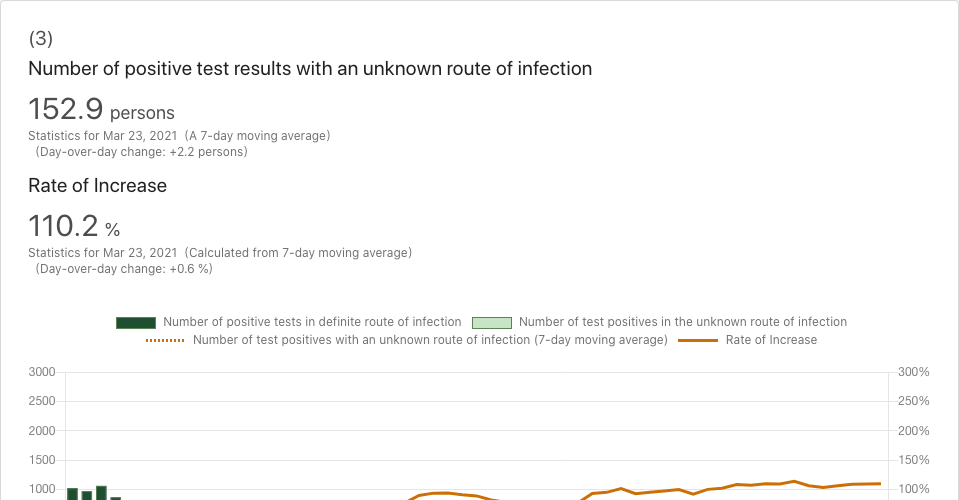 (3)
Number of positive test results with an unknown route of infection
152.9 persons
Statistics for Mar 23, 2021 (A 7-day moving average)
(Day-over-day change: +2.2 persons)
Rate of Increase
110.2 %
Statistics for Mar 23, 2021 (Calculated from 7-day moving average)
(Day-over-day change: +0.6 %)
Number of positive tests in definite route of infection Number of test positives in the unknown route of infection
Number of test positives with an unknown route of infection (7-day moving average) Rate of Increase
3000 300%
2500 250%
2000 200%
1500 150%
1000 100%